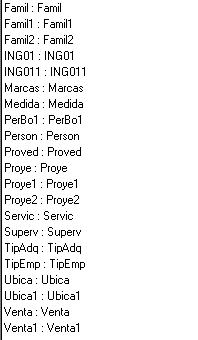 Famil : Famil
Famil1 : Famil1
Famil2 : Famil2
ING01 : ING01
ING011 : ING011
Marcas : Marcas
Medida : Medida
PerBo1 : PerBo1
Person : Person
Proved : Proved
Proye : Proye
Proye1 : Proye1
Proye2 : Proye2
Servic : Servic
Superv : Superv
TipAdq : TipAdq
TipEmp : TipEmp
Ubica : Ubica
Ubica1 : Ubica1
Venta : Venta
Venta1 : Venta1